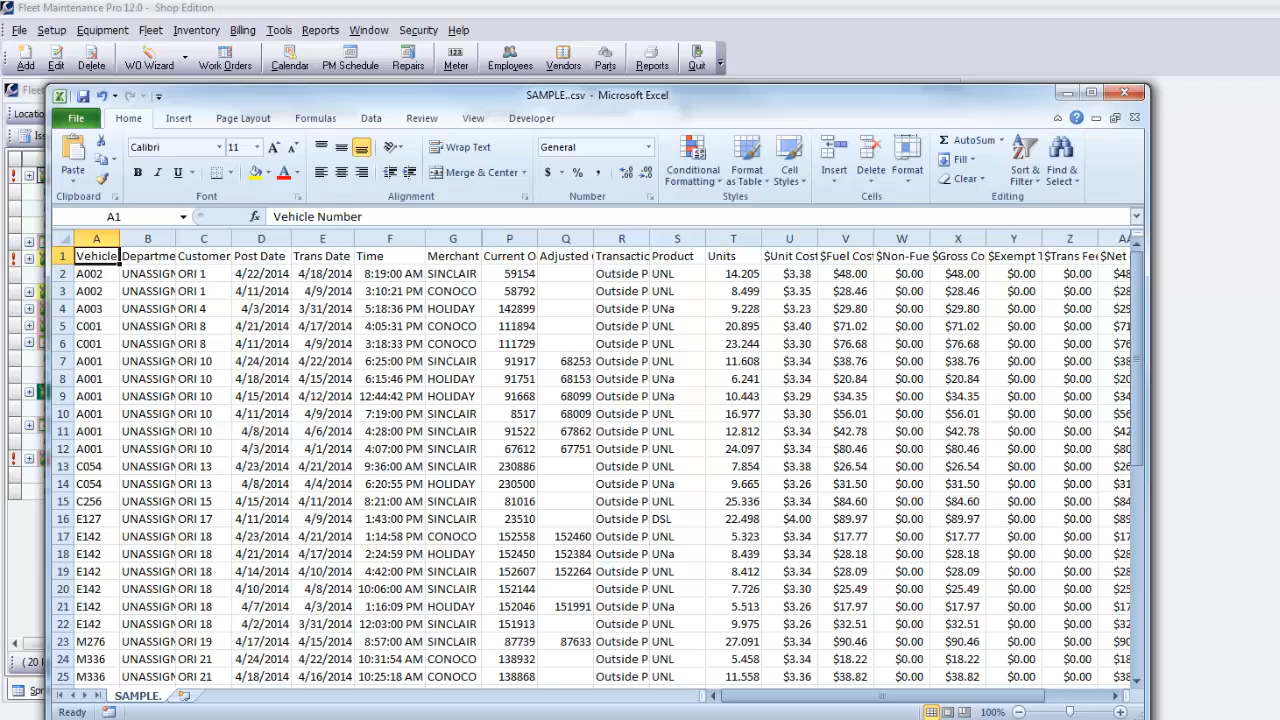 Fleet Maintenance Pro 12.0 - Shop Edition
File Setup Equipment Fleet Inventory Billing Tools Reports Window Security Help
Add Edit Delete WO Wizard Work Orders Calendar PM Schedule Repairs Meter Employees Vendors Parts Reports Quit
SAMPLE..csv - Microsoft Excel
File Home Insert Page Layout Formulas Review View Developer
Paste Calibri 11 Wrap Text General Conditional Formatting Format as Table Cell Styles Insert Delete Format AutoSum Fill Clear Sort & Filter Find & Select
Merge & Center
Clipboard Font Alignment Number Styles Cells Editing
A1 fx Vehicle Number
A B C D E F G P Q R S T U V W X Y Z AA
1 Vehicle Departme Customer Post Date Trans Date Time Merchant Current O Adjusted Transactic Product Units $Unit Cost $Fuel Cost $Non-Fue $Gross Co $Exempt $Trans Fee $Net
2 A002 UNASSIGN ORI 1 4/22/2014 4/18/2014 8:19:00 AM SINCLAIR 59154 Outside P UNL 14.205 $3.38 $48.00 $0.00 $48.00 $0.00 $0.00
3 A002 UNASSIGN ORI 1 4/11/2014 4/9/2014 3:10:21 PM CONOCO 58792 Outside P UNL 8.499 $3.35 $28.46 $0.00 $28.46 $0.00 $0.00
4 A003 UNASSIGN ORI 4 4/3/2014 3/31/2014 5:18:36 PM HOLIDAY 142899 Outside P UNa 9.228 $3.23 $29.80 $0.00 $29.80 $0.00 $0.00
5 C001 UNASSIGN ORI 8 4/21/2014 4/17/2014 4:05:31 PM CONOCO 111894 Outside P UNL 20.895 $3.40 $71.02 $0.00 $71.02 $0.00 $0.00
6 C001 UNASSIGN ORI 8 4/11/2014 4/9/2014 3:18:33 PM CONOCO 111729 Outside P UNL 23.244 $3.30 $76.68 $0.00 $76.68 $0.00 $0.00
7 A001 UNASSIGN ORI 10 4/24/2014 4/22/2014 6:25:00 PM SINCLAIR 91917 68253 Outside P UNL 11.608 $3.34 $38.76 $0.00 $38.76 $0.00 $0.00
8 A001 UNASSIGN ORI 10 4/18/2014 4/15/2014 6:15:46 PM HOLIDAY 91751 68153 Outside P UNa 6.241 $3.34 $20.84 $0.00 $20.84 $0.00 $0.00
9 A001 UNASSIGN ORI 10 4/15/2014 4/12/2014 12:44:42 PM HOLIDAY 91668 68099 Outside P UNa 10.443 $3.29 $34.35 $0.00 $34.35 $0.00 $0.00
10 A001 UNASSIGN ORI 10 4/11/2014 4/9/2014 7:19:00 PM SINCLAIR 8517 68009 Outside P UNL 16.977 $3.30 $56.01 $0.00 $56.01 $0.00 $0.00
11 A001 UNASSIGN ORI 10 4/8/2014 4/6/2014 4:28:00 PM SINCLAIR 91522 67862 Outside P UNL 12.812 $3.34 $42.78 $0.00 $42.78 $0.00 $0.00
12 A001 UNASSIGN ORI 10 4/3/2014 4/1/2014 4:07:00 PM SINCLAIR 67612 67751 Outside P UNL 24.097 $3.34 $80.46 $0.00 $80.46 $0.00 $0.00
13 C054 UNASSIGN ORI 13 4/23/2014 4/21/2014 9:36:00 AM SINCLAIR 230886 Outside P UNL 7.854 $3.38 $26.54 $0.00 $26.54 $0.00 $0.00
14 C054 UNASSIGN ORI 13 4/8/2014 4/4/2014 6:20:55 PM HOLIDAY 230500 Outside P UNL 9.663 $3.26 $31.50 $0.00 $31.50 $0.00 $0.00
15 C256 UNASSIGN ORI 15 4/15/2014 4/11/2014 8:21:00 AM SINCLAIR 81016 Outside P UNL 25.336 $3.34 $84.60 $0.00 $84.60 $0.00 $0.00
16 E127 UNASSIGN ORI 17 4/11/2014 4/9/2014 1:43:00 PM SINCLAIR 23510 Outside P DSL 22.498 $4.00 $89.97 $0.00 $89.97 $0.00 $0.00
17 E142 UNASSIGN ORI 18 4/23/2014 4/21/2014 1:14:58 PM CONOCO 152558 152460 Outside P UNL 5.323 $3.34 $17.77 $0.00 $17.77 $0.00 $0.00
18 E142 UNASSIGN ORI 18 4/21/2014 4/17/2014 2:24:59 PM HOLIDAY 152450 152384 Outside P UNa 8.439 $3.34 $28.18 $0.00 $28.18 $0.00 $0.00
19 E142 UNASSIGN ORI 18 4/14/2014 4/10/2014 4:42:00 PM SINCLAIR 152607 152264 Outside P UNL 8.412 $3.34 $28.09 $0.00 $28.09 $0.00 $0.00
20 E142 UNASSIGN ORI 18 4/10/2014 4/8/2014 10:06:00 AM SINCLAIR 152144 Outside P UNL 7.726 $3.30 $25.49 $0.00 $25.49 $0.00 $0.00
21 E142 UNASSIGN ORI 18 4/7/2014 4/3/2014 1:16:09 PM HOLIDAY 152046 151991 Outside P UNa 5.513 $3.26 $17.97 $0.00 $17.97 $0.00 $0.00
22 E142 UNASSIGN ORI 18 4/2/2014 3/31/2014 12:03:00 PM SINCLAIR 151913 Outside P UNL 9.975 $3.26 $32.51 $0.00 $32.51 $0.00 $0.00
23 M276 UNASSIGN ORI 19 4/17/2014 4/15/2014 8:57:00 AM SINCLAIR 87739 87633 Outside P UNL 27.091 $3.34 $90.46 $0.00 $90.46 $0.00 $0.00
24 M336 UNASSIGN ORI 21 4/24/2014 4/22/2014 10:31:54 AM CONOCO 138932 Outside P UNL 5.458 $3.34 $18.22 $0.00 $18.22 $0.00 $0.00
25 M336 UNASSIGN ORI 21 4/18/2014 4/16/2014 10:25:18 AM CONOCO 138868 Outside P UNL 11.558 $3.36 $38.82 $0.00 $38.82 $0.00 $0.00
SAMPLE.
Ready 100%